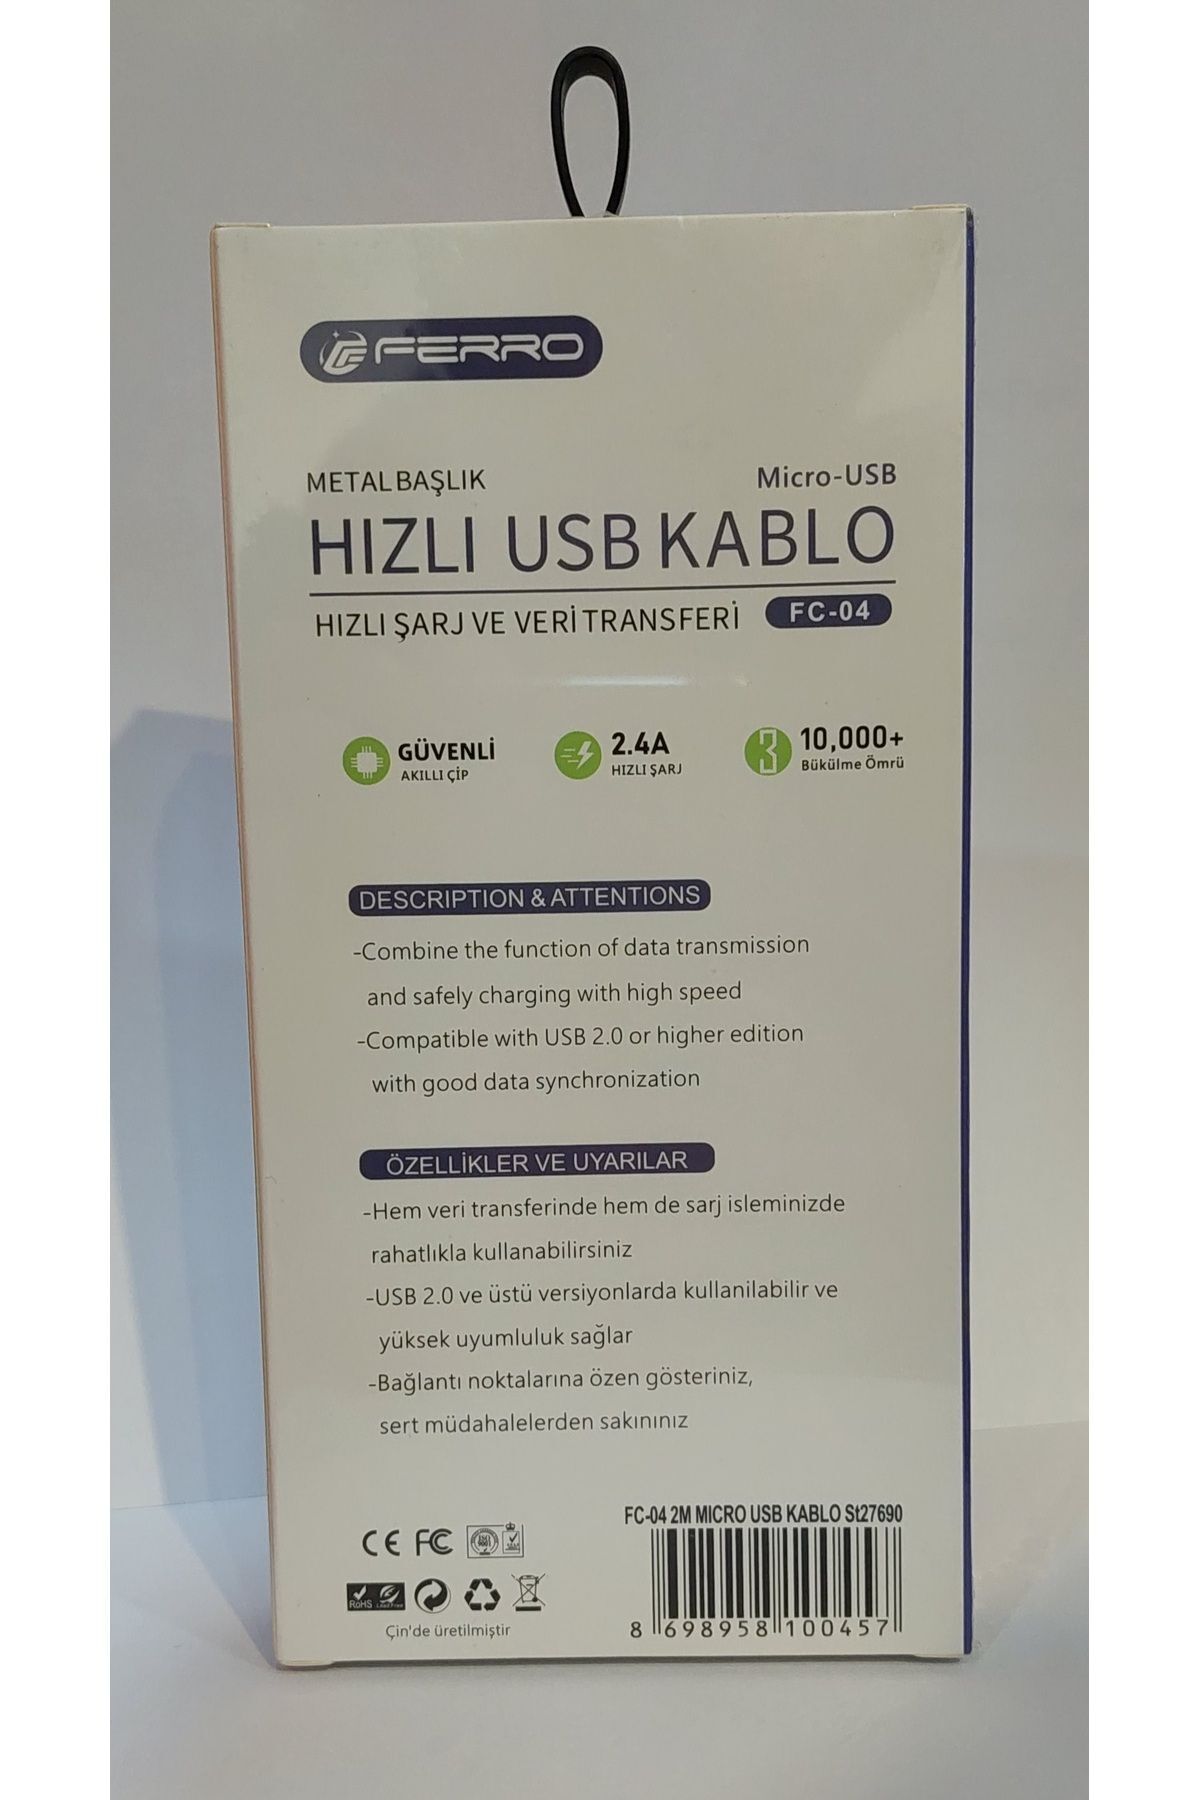 FERRO
METAL BAŞLIK
Micro-USB
HIZLI USB KABLO
HIZLI ŞARJ VE VERİ TRANSFERİ
FC-04
GÜVENLİ
AKILLI ÇİP
2.4A
HIZLI ŞARJ
10,000+
Bükülme Ömrü
DESCRIPTION & ATTENTIONS
-Combine the function of data transmission
and safely charging with high speed
-Compatible with USB 2.0 or higher edition
with good data synchronization
ÖZELLİKLER VE UYARILAR
-Hem veri transferinde hem de sarj isleminizde
rahatlıkla kullanabilirsiniz
-USB 2.0 ve üstü versiyonlarda kullanilabilir ve
yüksek uyumluluk sağlar
-Bağlantı noktalarına özen gösteriniz,
sert müdahalelerden sakınınız
FC-04 2M MICRO USB KABLO St27690
CE FC
ISO 9001
RoHS
Çin'de üretilmiştir
8 698958 100457